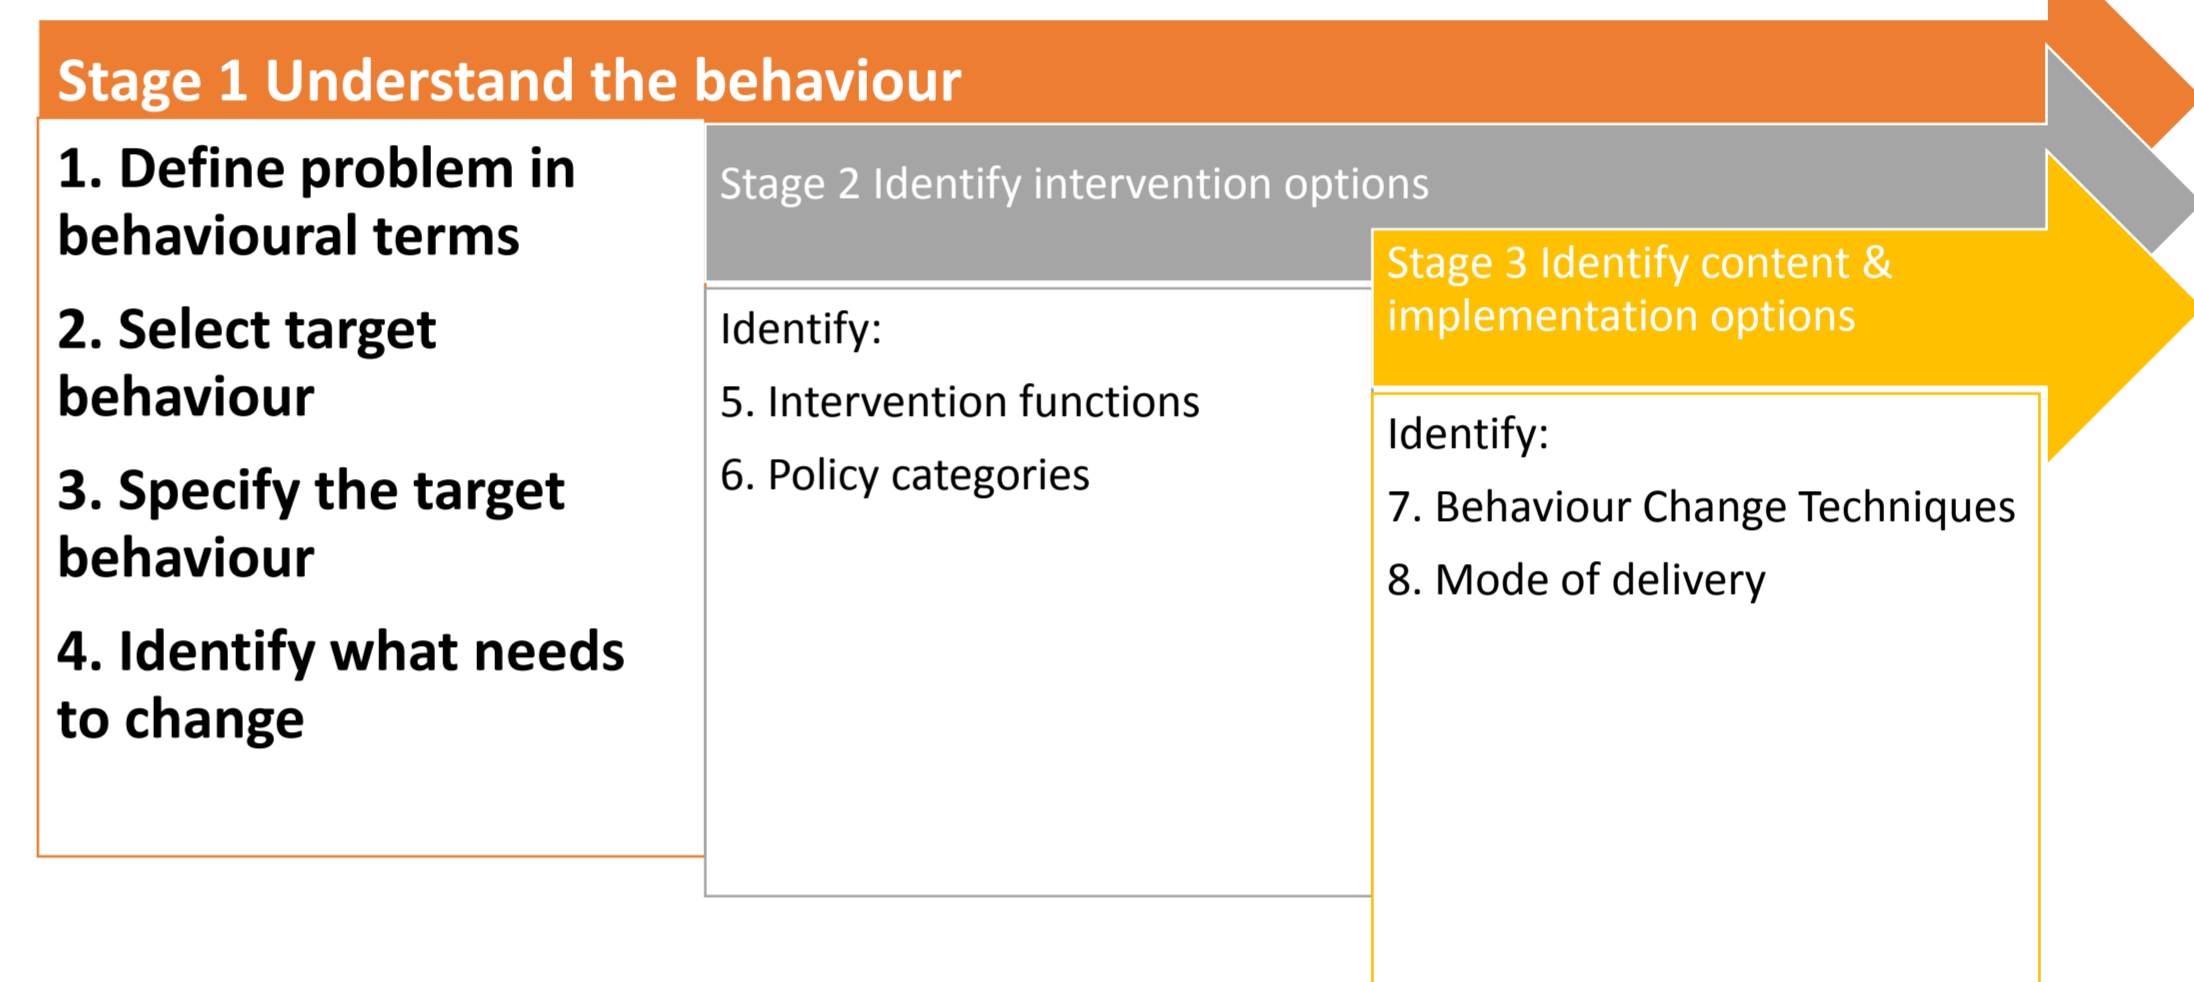 Stage 1 Understand the behaviour
1. Define problem in
behavioural terms
2. Select target
behaviour
3. Specify the target
behaviour
4. Identify what needs
to change
Stage 2 Identify intervention options
Identify:
5. Intervention functions
6. Policy categories
Stage 3 Identify content &
implementation options
Identify:
7. Behaviour Change Techniques
8. Mode of delivery